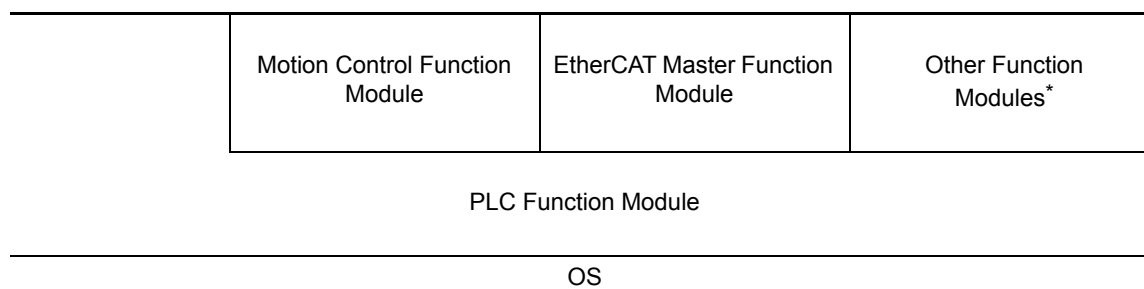 Motion Control Function
Module
EtherCAT Master Function
Module
Other Function
Modules*
PLC Function Module
OS